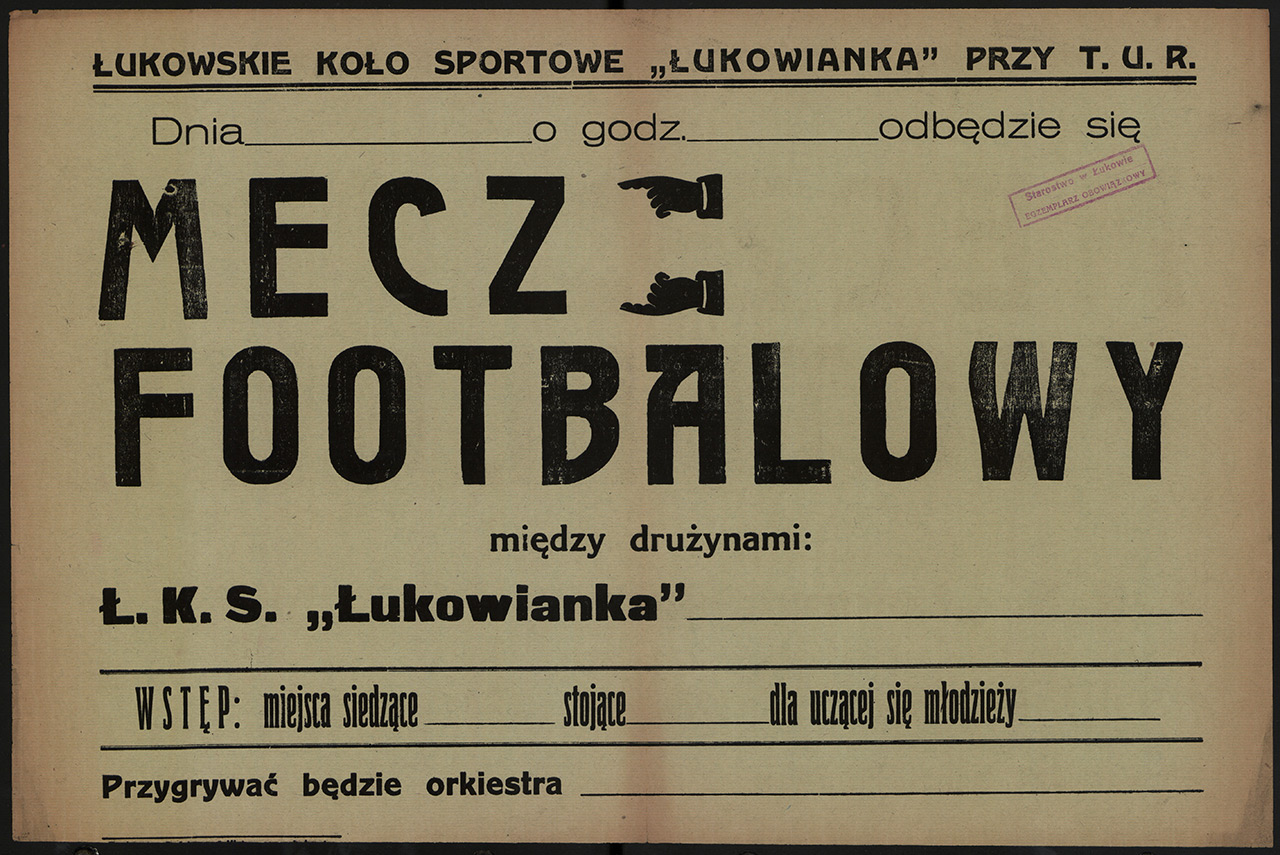 ŁUKOWSKIE KOŁO SPORTOWE „ŁUKOWIANKA” PRZY T. U. R.
Dnia o godz. odbędzie się
Starostwo w Łukowie
EGZEMPLARZ OBOWIĄZKOWY
MECZ
FOOTBALOWY
między drużynami:
Ł. K. S. „Łukowianka”
WSTĘP: miejsca siedzące stojące dla uczącej się młodzieży
Przygrywać będzie orkiestra